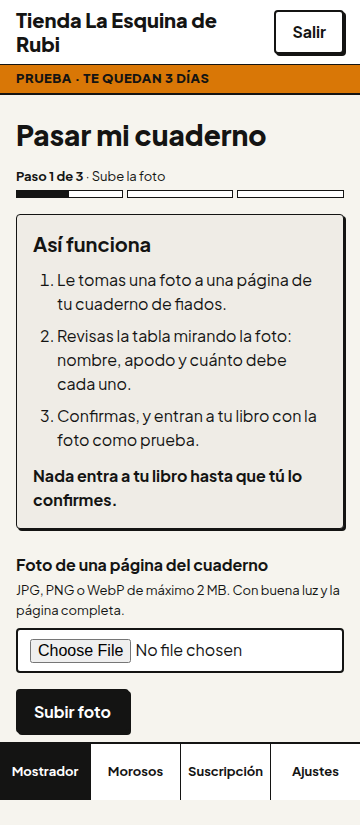 Tienda La Esquina de
Rubi
Salir
PRUEBA · TE QUEDAN 3 DÍAS
Pasar mi cuaderno
Paso 1 de 3 · Sube la foto
Así funciona
1. Le tomas una foto a una página de
tu cuaderno de fiados.
2. Revisas la tabla mirando la foto:
nombre, apodo y cuánto debe
cada uno.
3. Confirmas, y entran a tu libro con la
foto como prueba.
Nada entra a tu libro hasta que tú lo
confirmes.
Foto de una página del cuaderno
JPG, PNG o WebP de máximo 2 MB. Con buena luz y la
página completa.
Choose File No file chosen
Subir foto
Mostrador Morosos Suscripción Ajustes